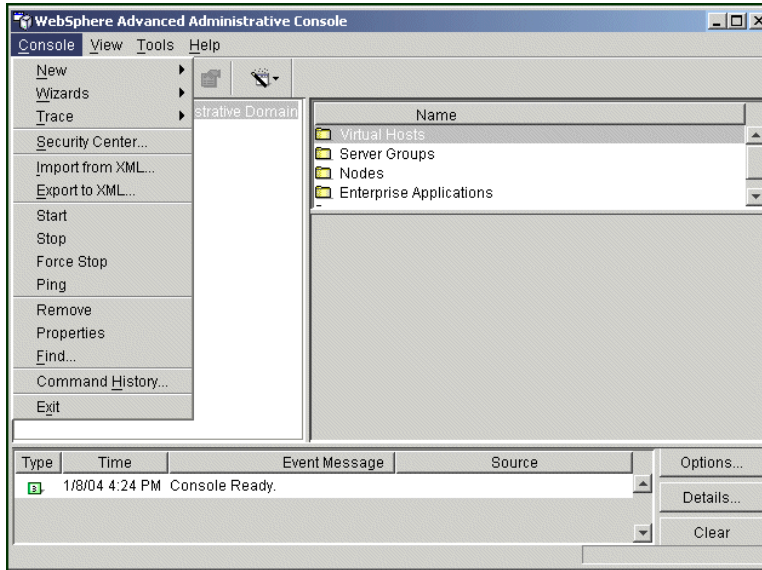 WebSphere Advanced Administrative Console
Console View Tools Help
New
Wizards
Trace
Security Center...
Import from XML...
Export to XML...
Start
Stop
Force Stop
Ping
Remove
Properties
Find...
Command History...
Exit
strative Domain
Name
Virtual Hosts
Server Groups
Nodes
Enterprise Applications
Type Time Event Message Source
1/8/04 4:24 PM Console Ready.
Options...
Details...
Clear